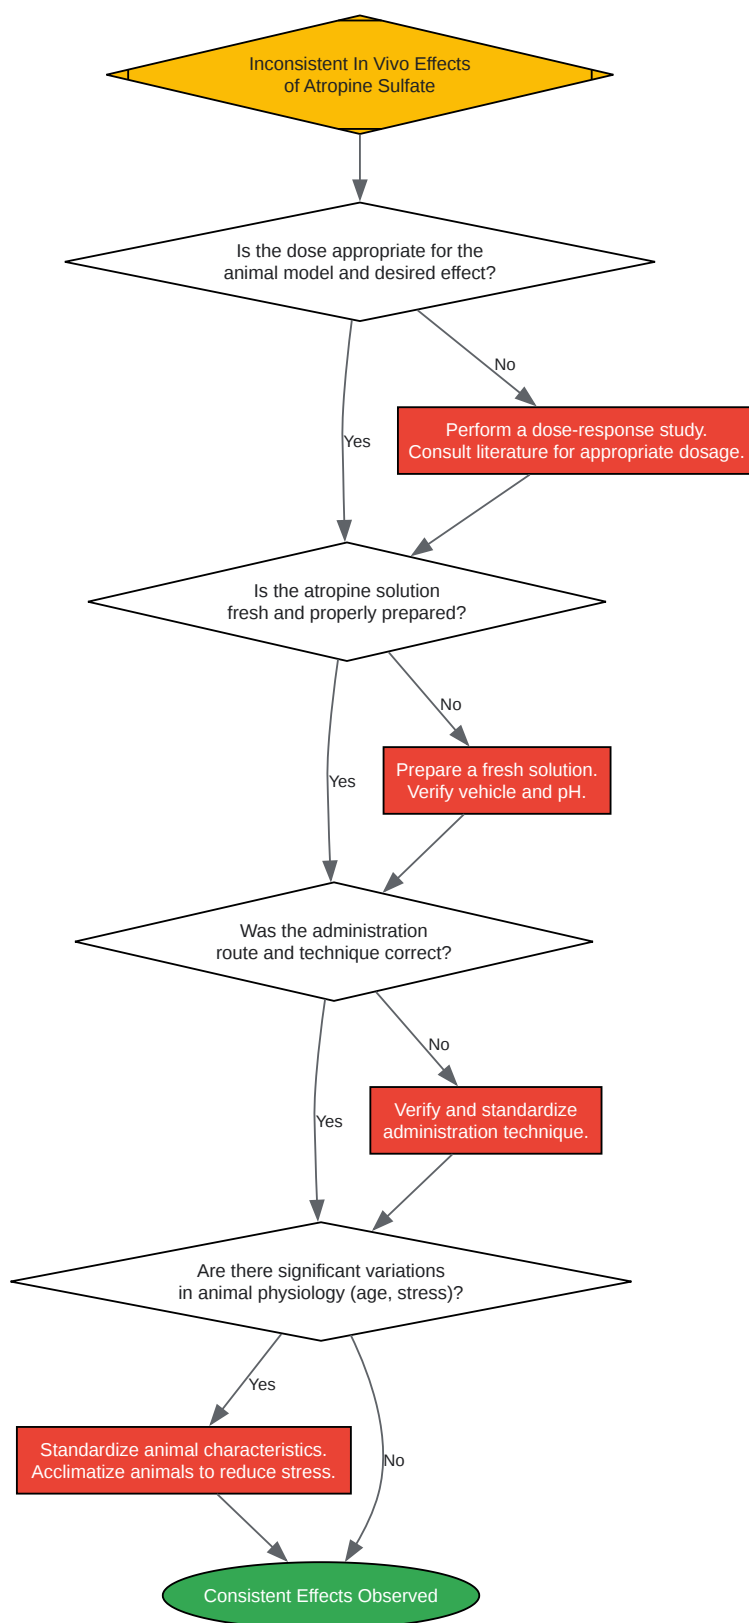 Inconsistent In Vivo Effects
of Atropine Sulfate
Is the dose appropriate for the
animal model and desired effect?
No
Yes
Perform a dose-response study.
Consult literature for appropriate dosage.
Is the atropine solution
fresh and properly prepared?
No
Yes
Prepare a fresh solution.
Verify vehicle and pH.
Was the administration
route and technique correct?
No
Yes
Verify and standardize
administration technique.
Are there significant variations
in animal physiology (age, stress)?
Yes
No
Standardize animal characteristics.
Acclimatize animals to reduce stress.
Consistent Effects Observed